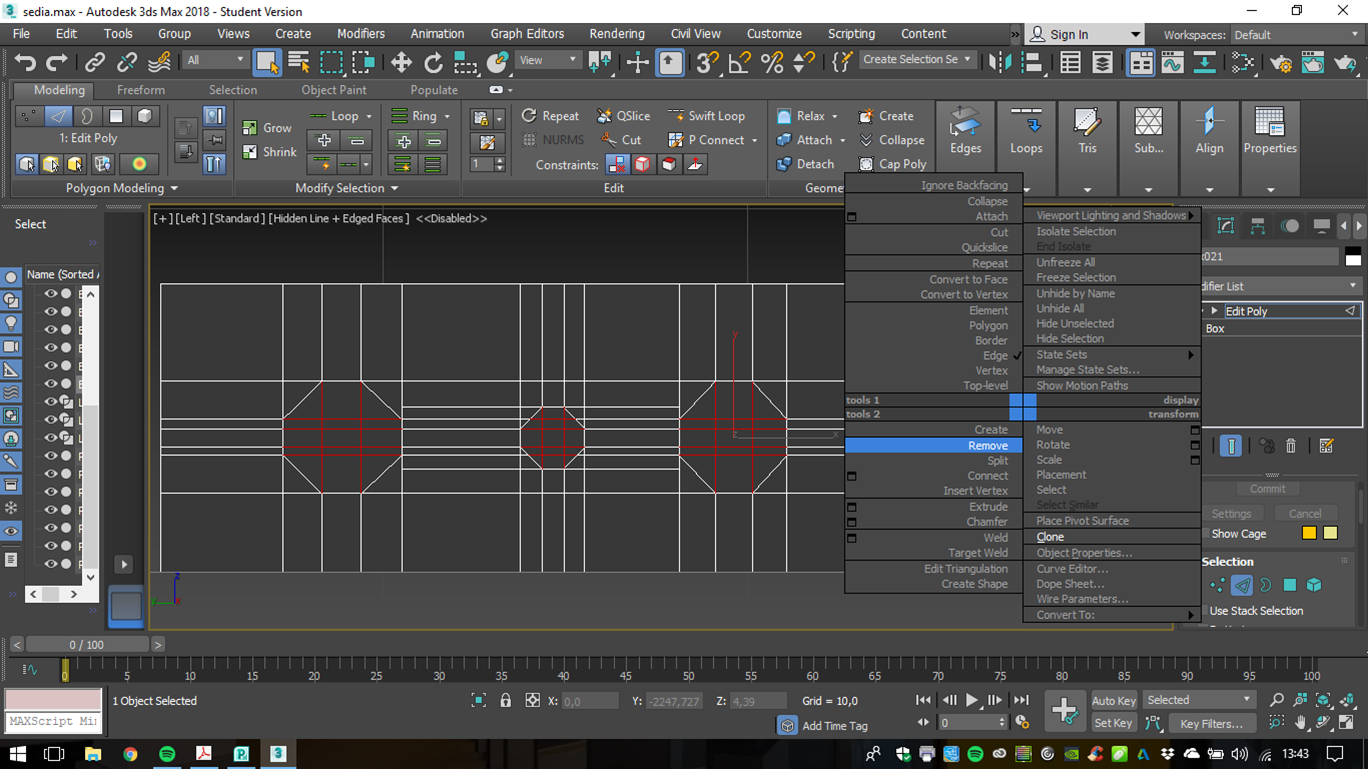 sedia.max - Autodesk 3ds Max 2018 - Student Version
File Edit Tools Group Views Create Modifiers Animation Graph Editors Rendering Civil View Customize Scripting Content » Sign In Workspaces: Default
All View Create Selection Se
Modeling Freeform Selection Object Paint Populate
1: Edit Poly
Grow Shrink
Loop Ring
Repeat QSlice Swift Loop
NURMS Cut P Connect
1 Constraints:
Relax Create
Attach Collapse
Detach Cap Poly
Edges Loops Tris Sub... Align Properties
Polygon Modeling Modify Selection Edit Geome
Select
Name (Sorted A
[+] [Left ] [Standard ] [Hidden Line + Edged Faces ] <<Disabled>>
y
z x
z
y x
Ignore Backfacing
Collapse
Attach
Cut
Quickslice
Repeat
Convert to Face
Convert to Vertex
Element
Polygon
Border
Edge ✓
Vertex
Top-level
tools 1
tools 2
Create
Remove
Split
Connect
Insert Vertex
Extrude
Chamfer
Weld
Target Weld
Edit Triangulation
Create Shape
Viewport Lighting and Shadows
Isolate Selection
End Isolate
Unfreeze All
Freeze Selection
Unhide by Name
Unhide All
Hide Unselected
Hide Selection
State Sets
Manage State Sets...
Show Motion Paths
display
transform
Move
Rotate
Scale
Placement
Select
Select Similar
Place Pivot Surface
Clone
Object Properties...
Curve Editor...
Dope Sheet...
Wire Parameters...
Convert To:
x021
difier List
Edit Poly
Box
Commit
Settings Cancel
Show Cage
Selection
Use Stack Selection
< 0 / 100 >
0 5 10 15 20 25 30 35 40 45 50 55 60 65 70 75 80 85 90 95 100
MAXScript Mi
1 Object Selected
X: 0,0 Y: -2247,727 Z: 4,39 Grid = 10,0
Add Time Tag
0
Auto Key Selected
Set Key Key Filters...
13:43